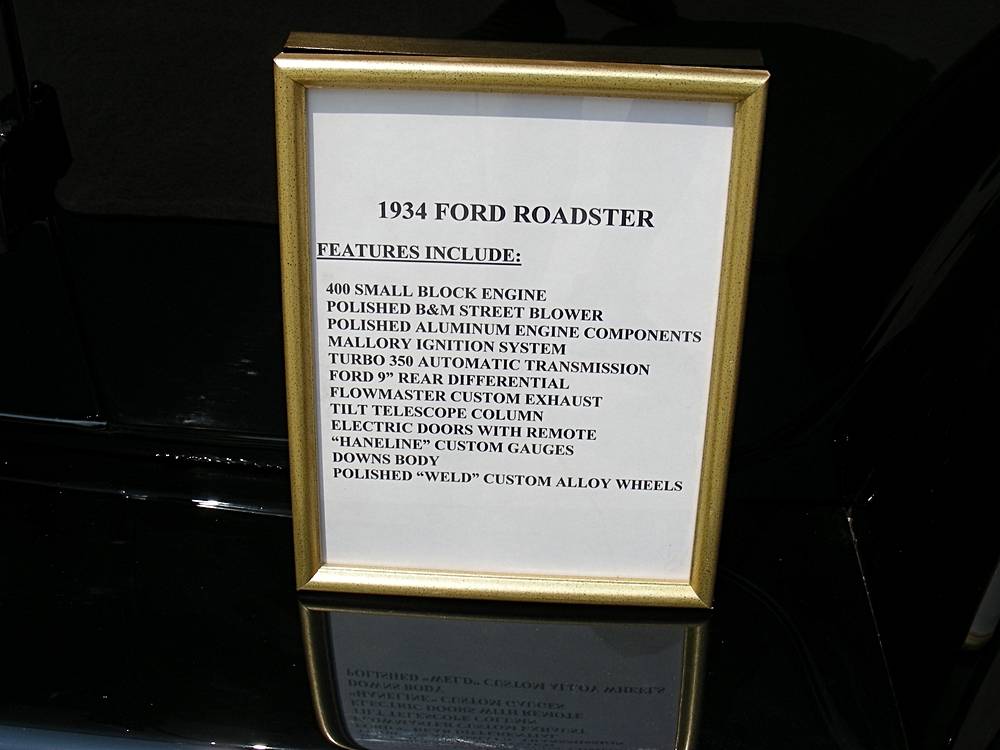 1934 FORD ROADSTER
FEATURES INCLUDE:
400 SMALL BLOCK ENGINE
POLISHED B&M STREET BLOWER
POLISHED ALUMINUM ENGINE COMPONENTS
MALLORY IGNITION SYSTEM
TURBO 350 AUTOMATIC TRANSMISSION
FORD 9” REAR DIFFERENTIAL
FLOWMASTER CUSTOM EXHAUST
TILT TELESCOPE COLUMN
ELECTRIC DOORS WITH REMOTE
“HANELINE” CUSTOM GAUGES
DOWNS BODY
POLISHED “WELD” CUSTOM ALLOY WHEELS